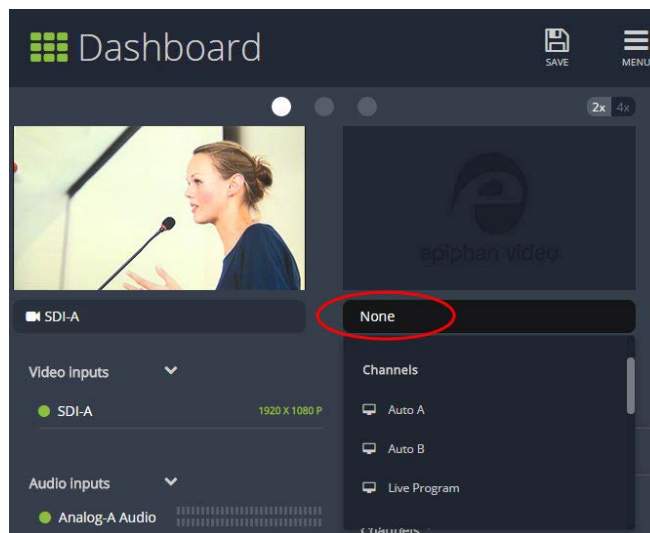 Dashboard
SAVE
MENU
2x 4x
epiphan video
SDI-A
None
Video inputs
Channels
SDI-A
1920 X 1080 P
Auto A
Auto B
Audio inputs
Live Program
Analog-A Audio
Channels